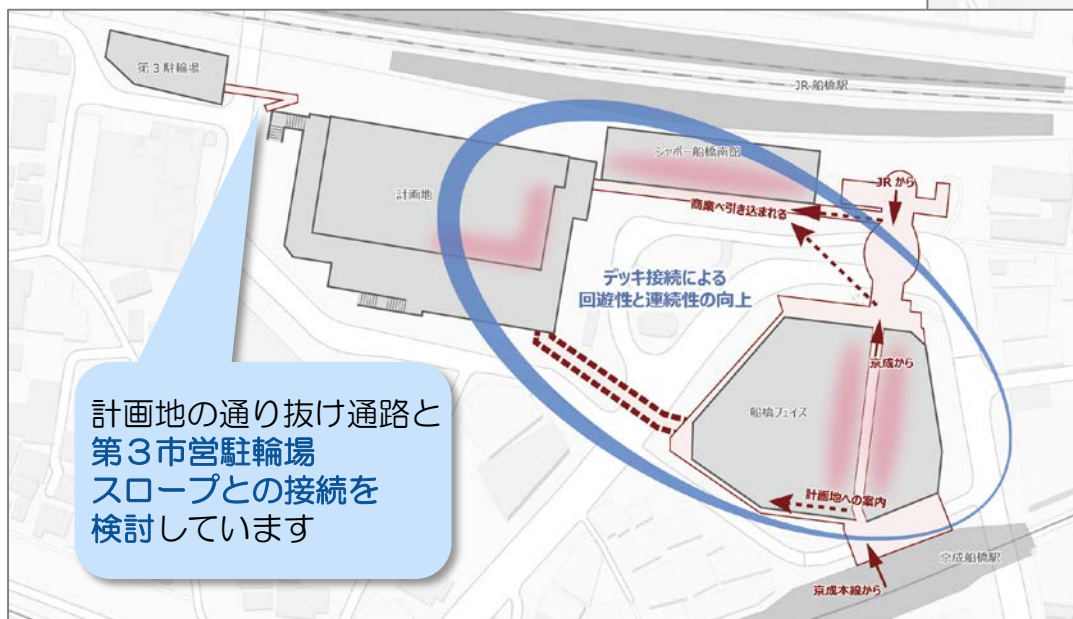 第3駐輪場
JR船橋駅
シャポー船橋南館
計画地
JRから
商業へ引き込まれる
デッキ接続による
回遊性と連続性の向上
京成から
船橋フェイス
計画地への案内
京成船橋駅
京成本線から
計画地の通り抜け通路と
第３市営駐輪場
スロープとの接続を
検討しています